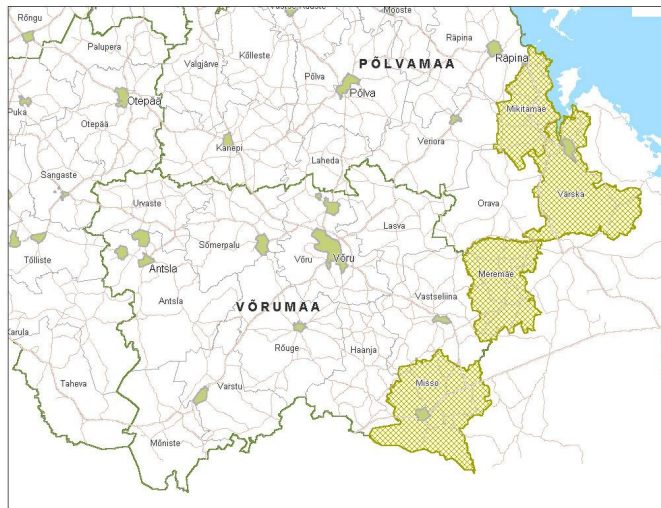 Rõngu
Palupera
Kõlleste
Mooste
Räpina
Valgjärve
Põlva
PÕLVAMAA
Räpina
Otepää
Põlva
Mikitamäe
Puka
Otepää
Kanepi
Veriora
Laheda
Sangaste
Värska
Urvaste
Lasva
Orava
Sõmerpalu
Tõlliste
Võru
Võru
Antsla
Meremäe
Antsla
VÕRUMAA
Vastseliina
Karula
Rõuge
Haanja
Taheva
Varstu
Misso
Mõniste